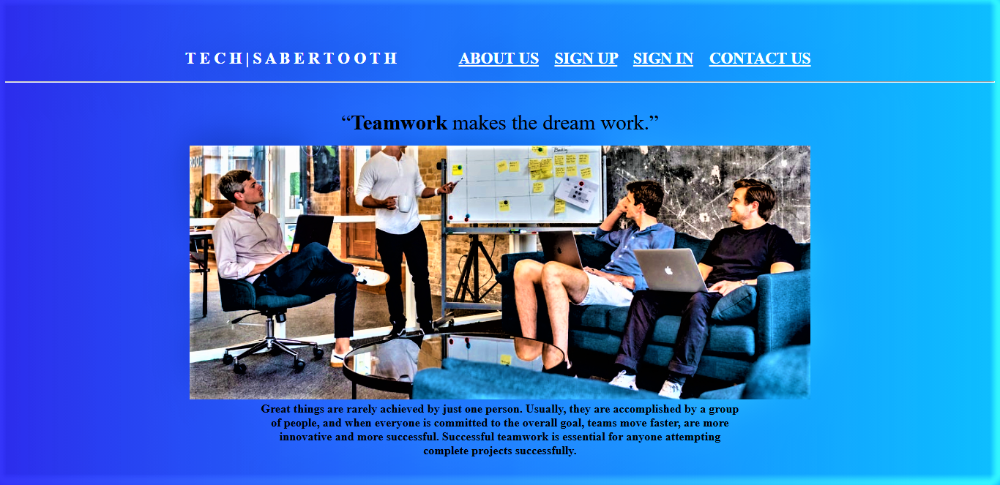 TECH|SABERTOOTH ABOUT US SIGN UP SIGN IN CONTACT US
“Teamwork makes the dream work.”
Great things are rarely achieved by just one person. Usually, they are accomplished by a group
of people, and when everyone is committed to the overall goal, teams move faster, are more
innovative and more successful. Successful teamwork is essential for anyone attempting
complete projects successfully.